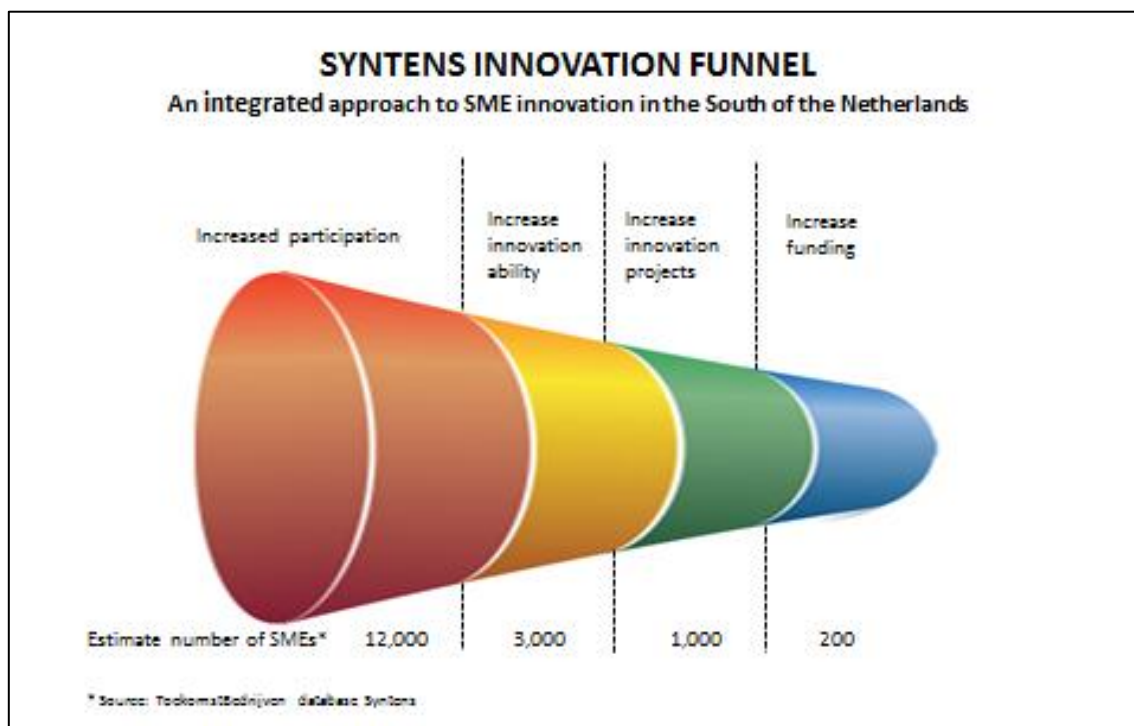 SYNTENS INNOVATION FUNNEL
An integrated approach to SME innovation in the South of the Netherlands
Increased participation
Increase
innovation
ability
Increase
innovation
projects
Increase
funding
Estimate number of SMEs* 12,000 3,000 1,000 200
* Source: database Syntens